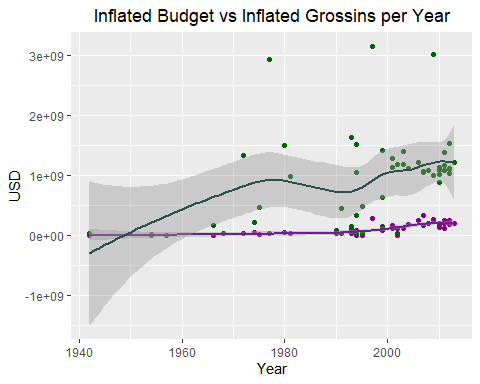 Inflated Budget vs Inflated Grossins per Year
3e+09
2e+09
1e+09
0e+00
-1e+09
USD
1940
1960
1980
2000
Year